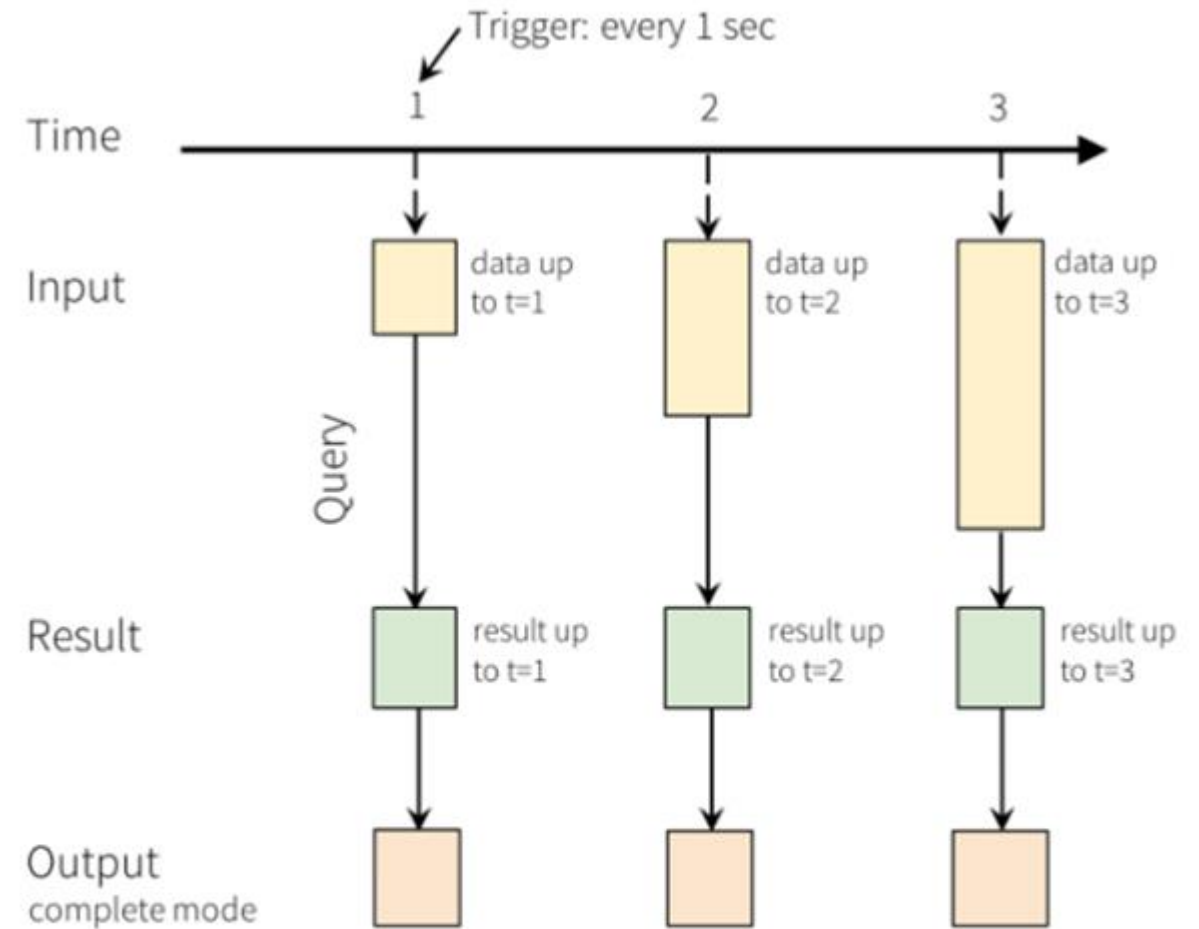 Trigger: every 1 sec
1
2
3
Time
Input
data up
to t=1
data up
to t=2
data up
to t=3
Query
Result
result up
to t=1
result up
to t=2
result up
to t=3
Output
complete mode